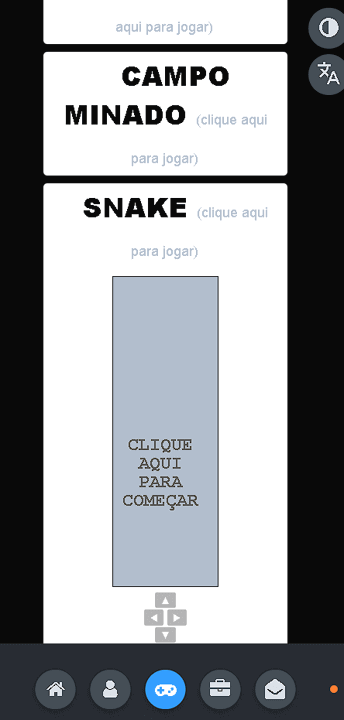 aqui para jogar)
CAMPO
MINADO (clique aqui
para jogar)
SNAKE (clique aqui
para jogar)
CLIQUE
AQUI
PARA
COMEÇAR